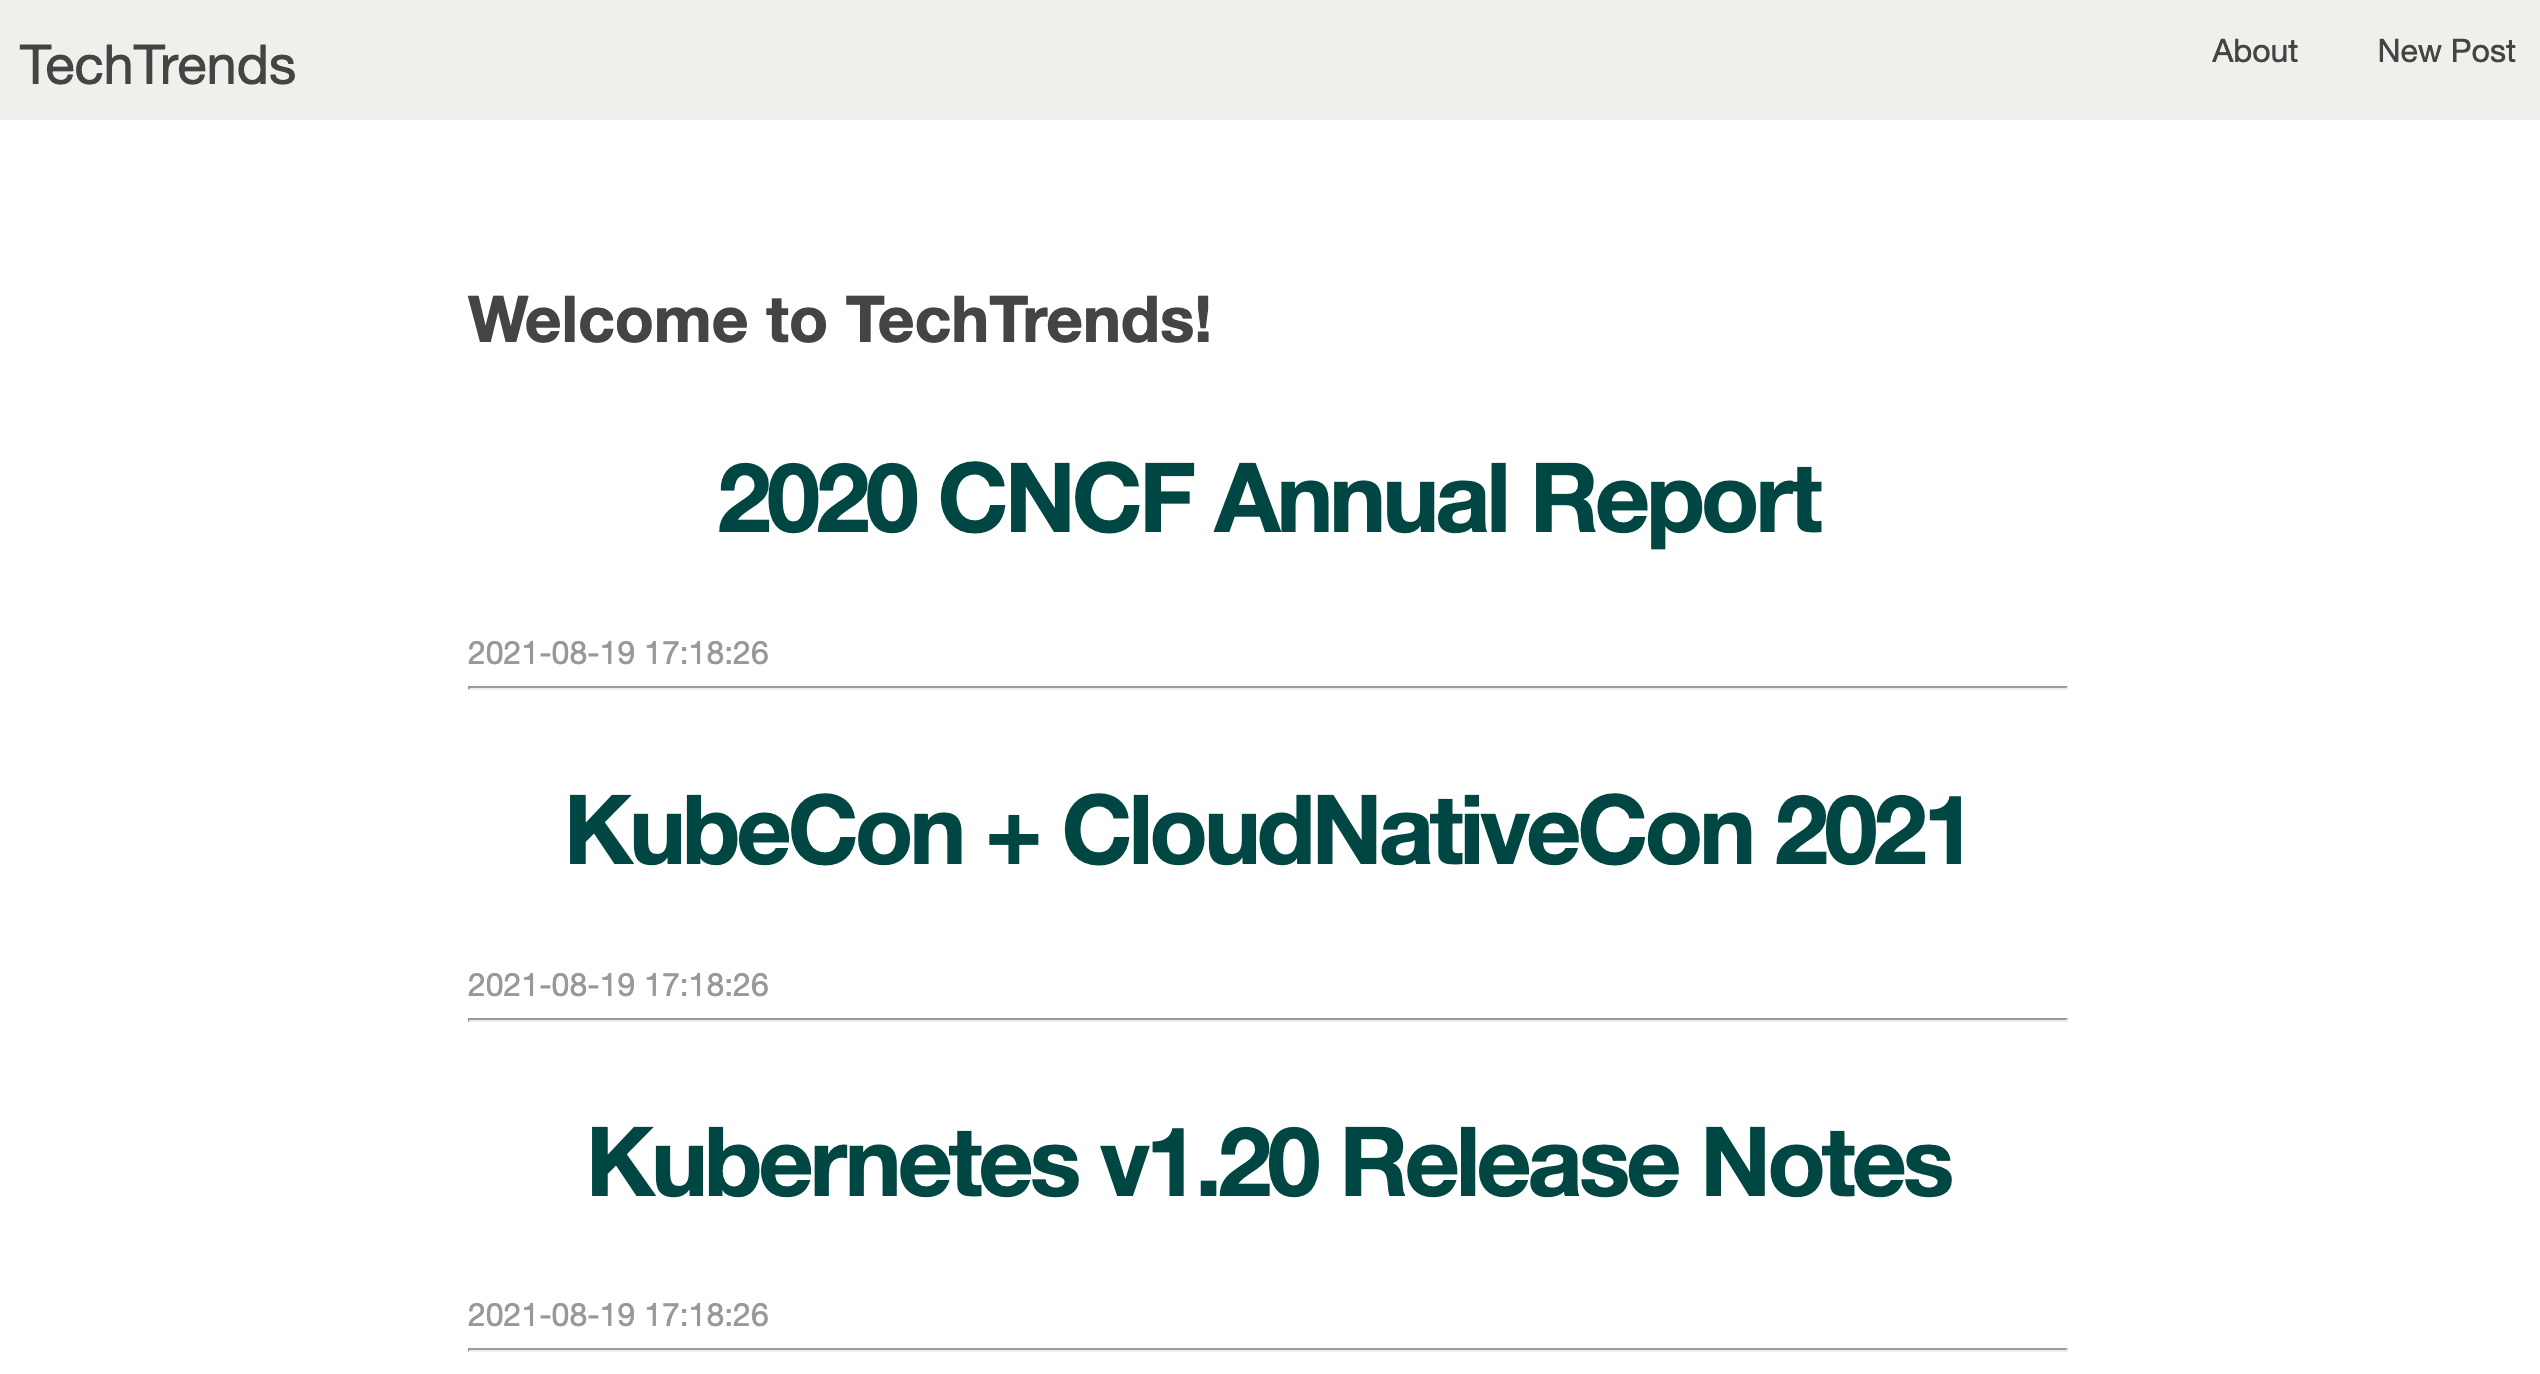 TechTrends
About
New Post
Welcome to TechTrends!
2020 CNCF Annual Report
2021-08-19 17:18:26
KubeCon + CloudNativeCon 2021
2021-08-19 17:18:26
Kubernetes v1.20 Release Notes
2021-08-19 17:18:26